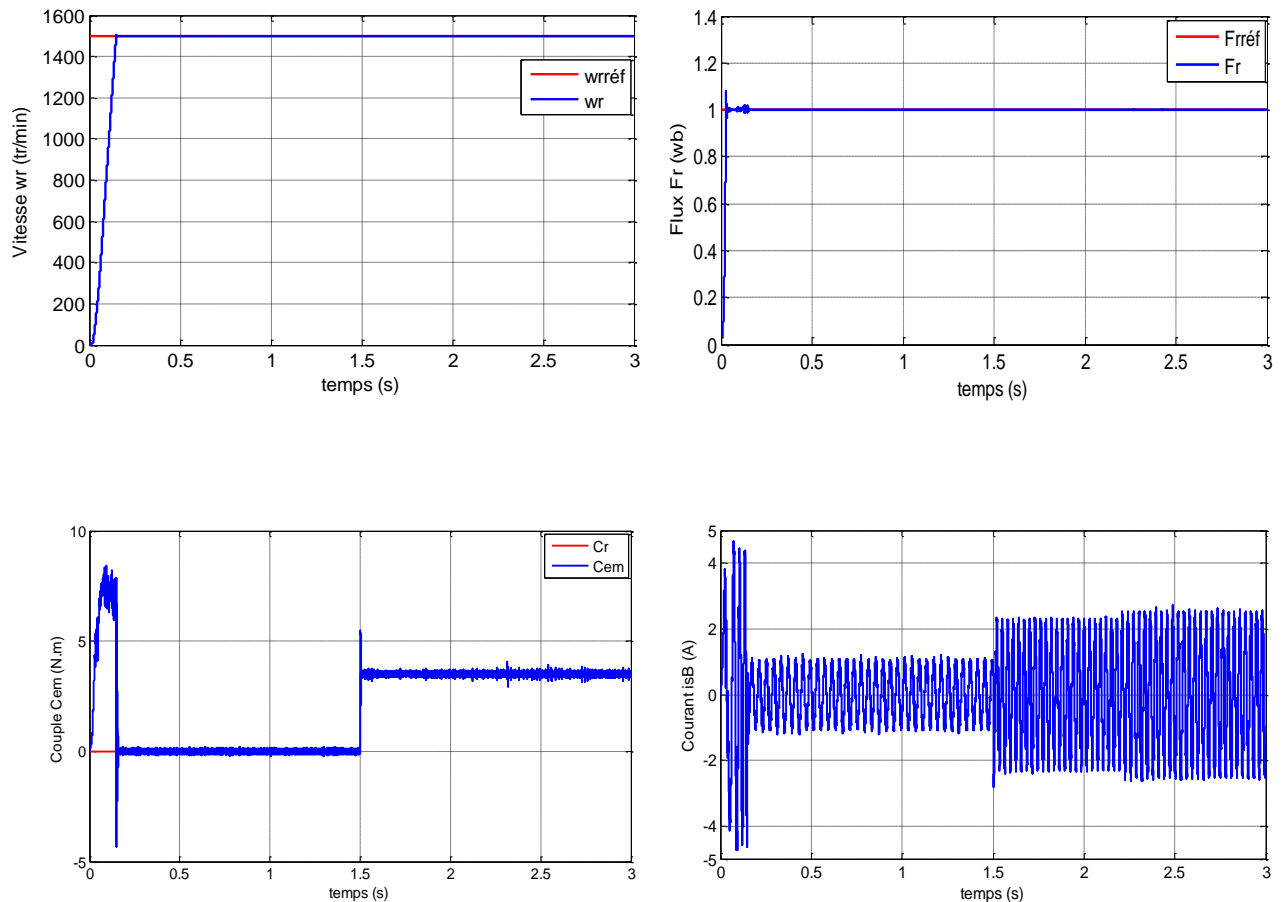 1600
1400
1200
1000
800
600
400
200
0
Vitesse wr (tr/min)
wrréf
wr
0 0.5 1 1.5 2 2.5 3
temps (s)
1.4
1.2
1
0.8
0.6
0.4
0.2
0
Flux Fr (wb)
Frréf
Fr
0 0.5 1 1.5 2 2.5 3
temps (s)
10
5
0
-5
Couple Cem (N.m)
Cr
Cem
0 0.5 1 1.5 2 2.5 3
temps (s)
5
4
2
0
-2
-4
-5
Courant isB (A)
0 0.5 1 1.5 2 2.5 3
temps (s)